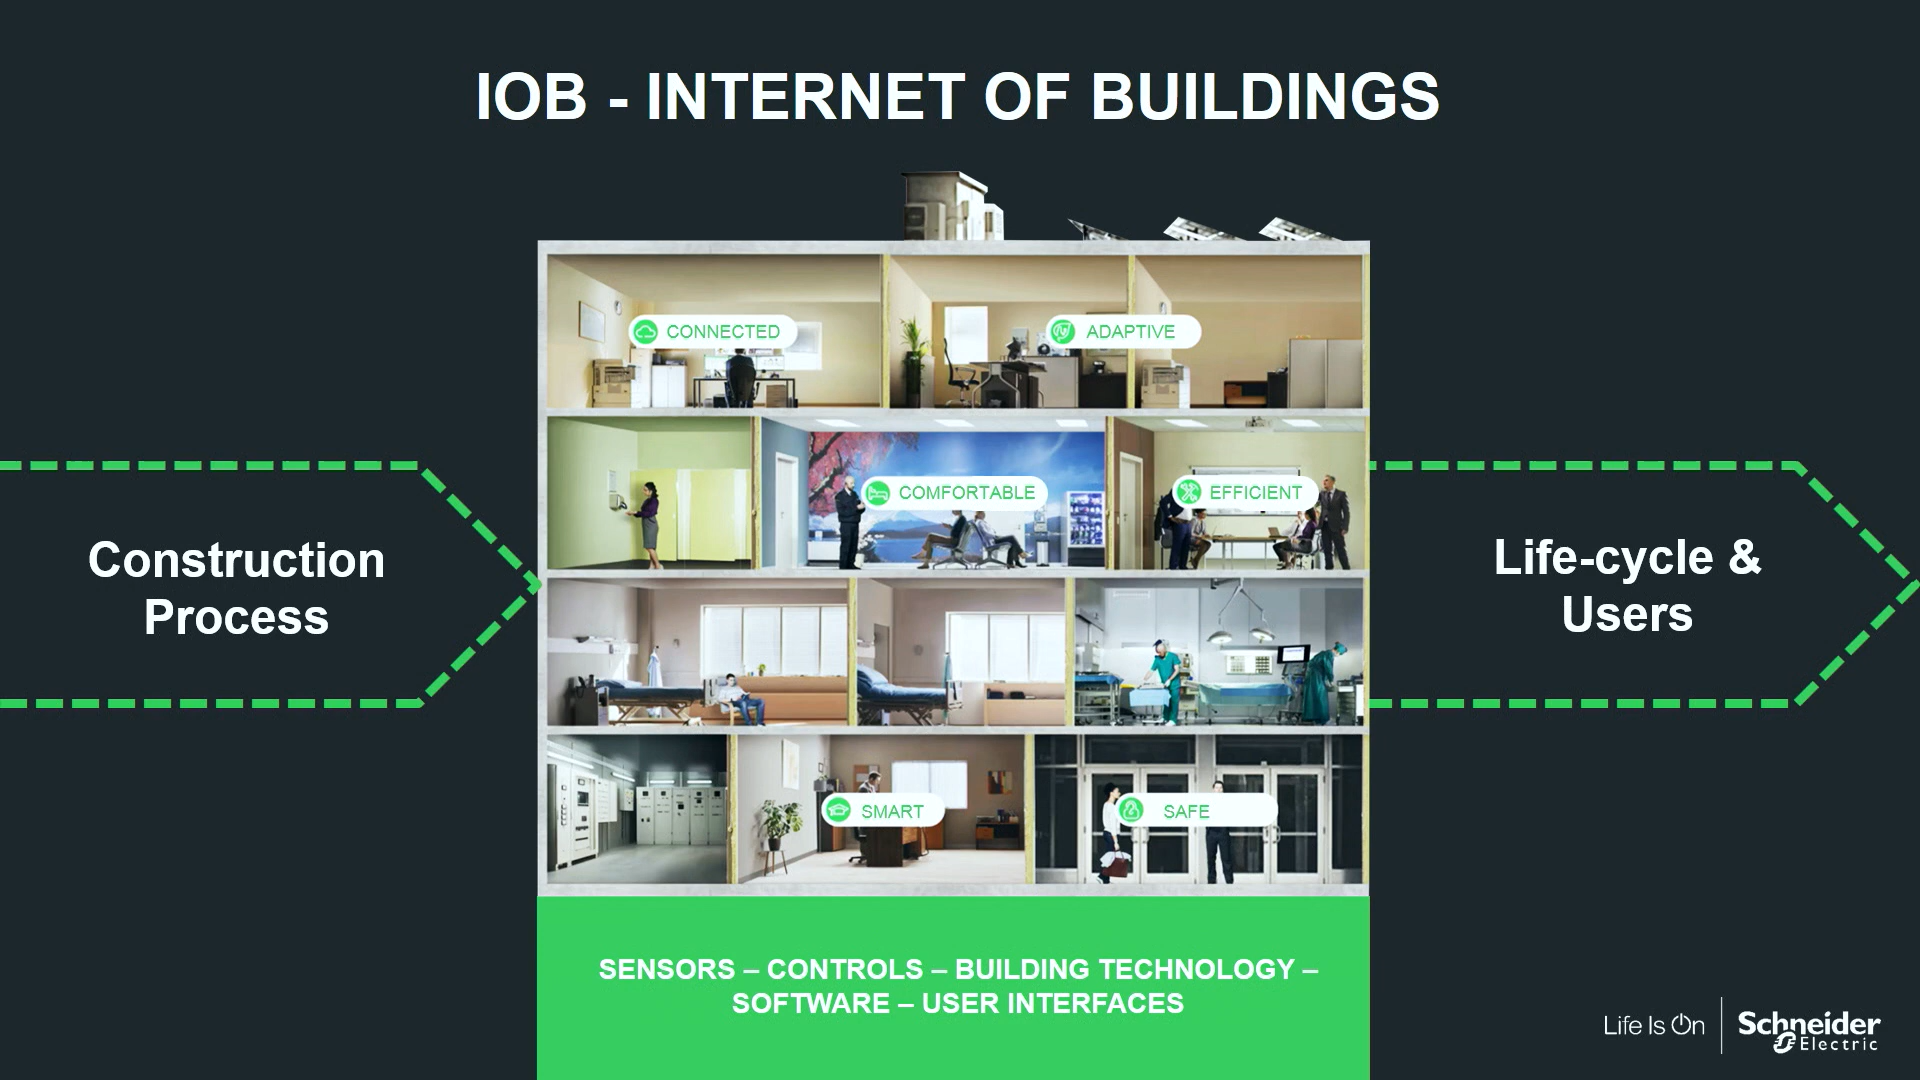 IOB - INTERNET OF BUILDINGS
CONNECTED
ADAPTIVE
COMFORTABLE
EFFICIENT
Construction
Process
Life-cycle &
Users
SMART
SAFE
SENSORS – CONTROLS – BUILDING TECHNOLOGY –
SOFTWARE – USER INTERFACES
Life Is On
Schneider
Electric